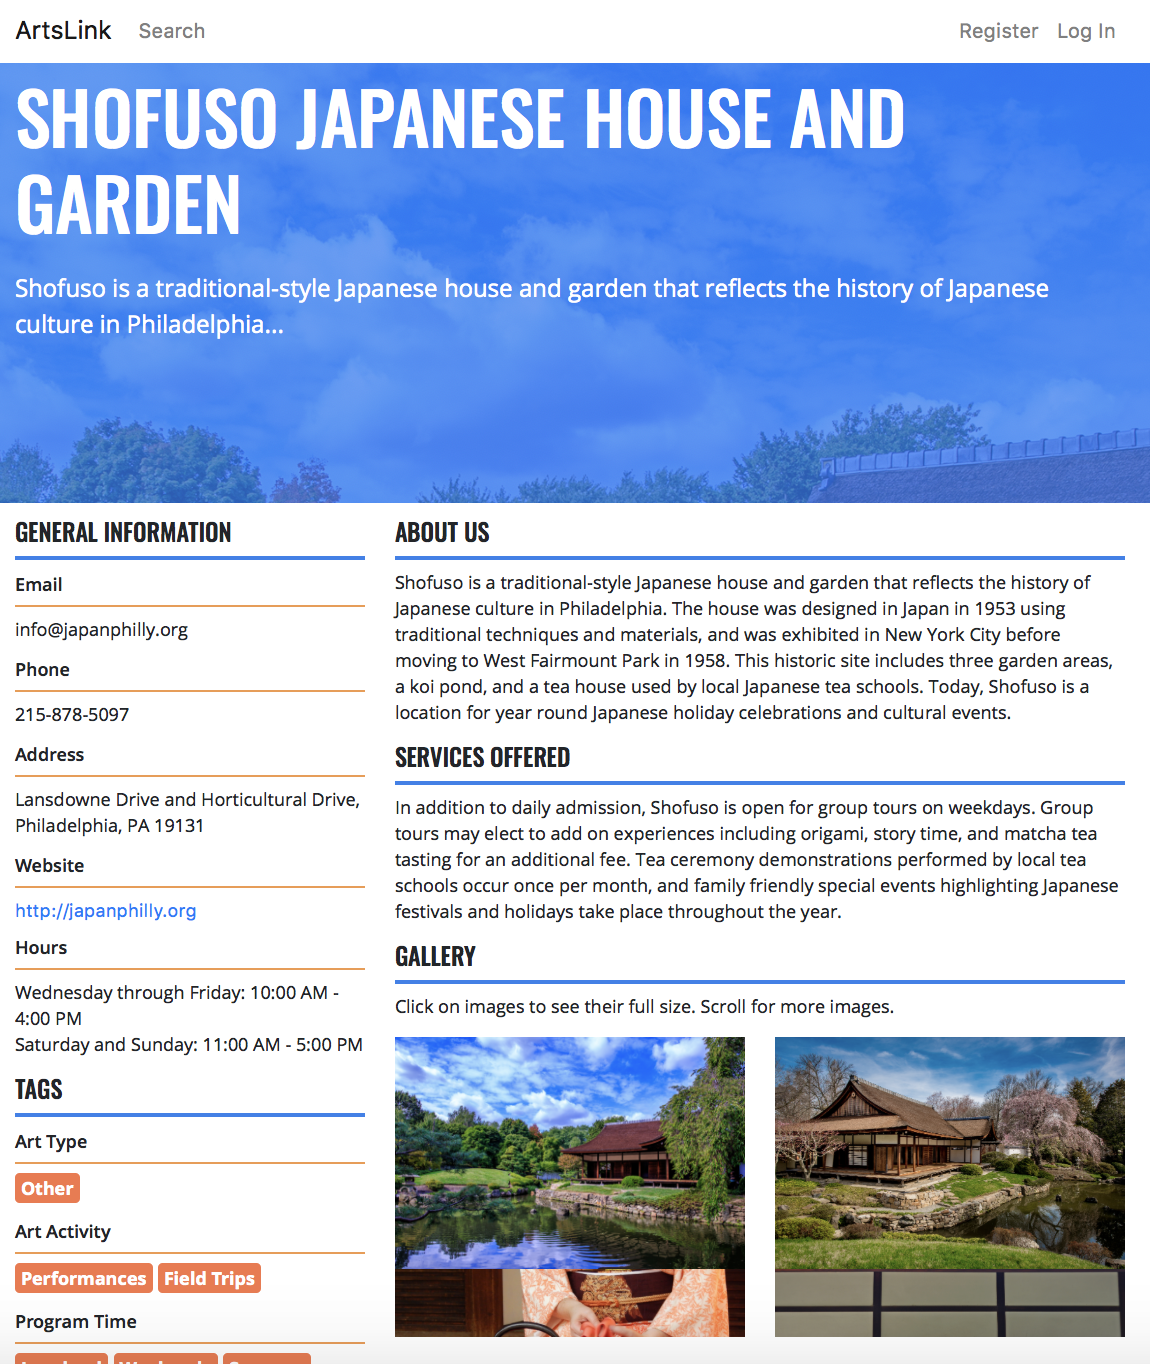 ArtsLink Search Register Log In
SHOFUSO JAPANESE HOUSE AND
GARDEN
Shofuso is a traditional-style Japanese house and garden that reflects the history of Japanese
culture in Philadelphia...
GENERAL INFORMATION
Email
info@japanphilly.org
Phone
215-878-5097
Address
Lansdowne Drive and Horticultural Drive,
Philadelphia, PA 19131
Website
http://japanphilly.org
Hours
Wednesday through Friday: 10:00 AM -
4:00 PM
Saturday and Sunday: 11:00 AM - 5:00 PM
TAGS
Art Type
Other
Art Activity
Performances Field Trips
Program Time
ABOUT US
Shofuso is a traditional-style Japanese house and garden that reflects the history of
Japanese culture in Philadelphia. The house was designed in Japan in 1953 using
traditional techniques and materials, and was exhibited in New York City before
moving to West Fairmount Park in 1958. This historic site includes three garden areas,
a koi pond, and a tea house used by local Japanese tea schools. Today, Shofuso is a
location for year round Japanese holiday celebrations and cultural events.
SERVICES OFFERED
In addition to daily admission, Shofuso is open for group tours on weekdays. Group
tours may elect to add on experiences including origami, story time, and matcha tea
tasting for an additional fee. Tea ceremony demonstrations performed by local tea
schools occur once per month, and family friendly special events highlighting Japanese
festivals and holidays take place throughout the year.
GALLERY
Click on images to see their full size. Scroll for more images.